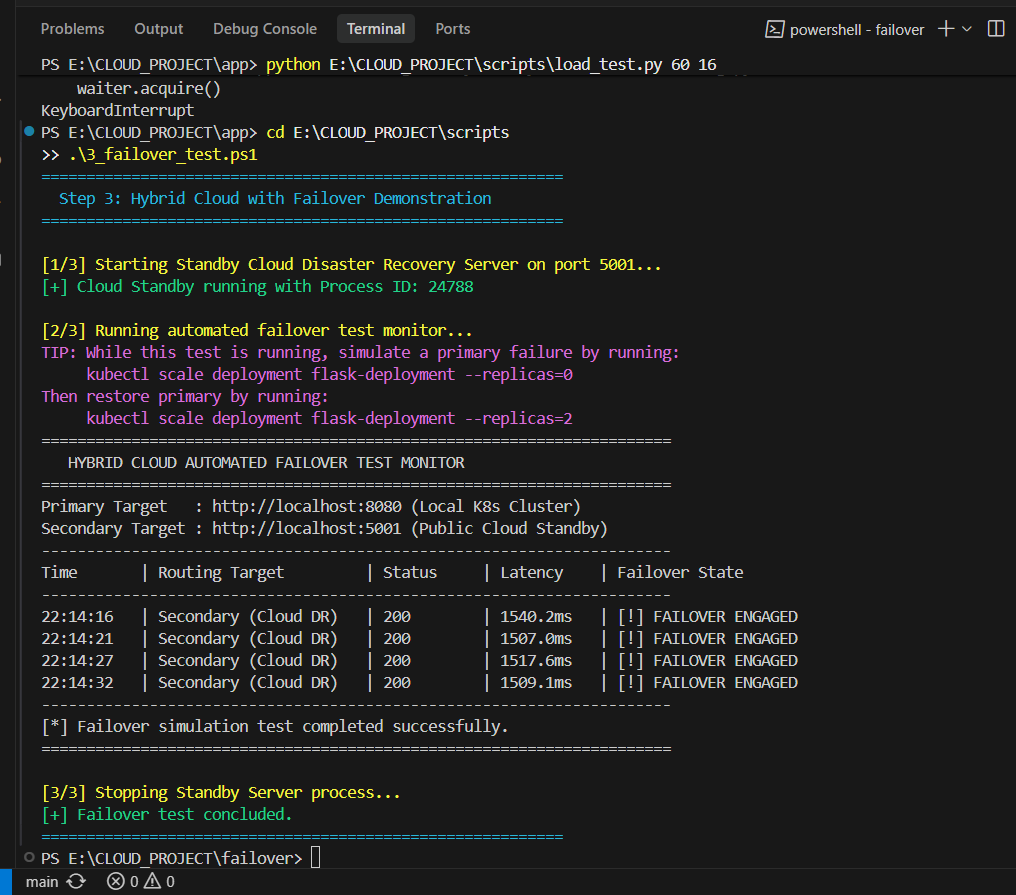 Problems Output Debug Console Terminal Ports powershell - failover
PS E:\CLOUD_PROJECT\app> python E:\CLOUD_PROJECT\scripts\load_test.py 60 16
waiter.acquire()
KeyboardInterrupt
PS E:\CLOUD_PROJECT\app> cd E:\CLOUD_PROJECT\scripts
>> .\3_failover_test.ps1
==========================================================
Step 3: Hybrid Cloud with Failover Demonstration
==========================================================
[1/3] Starting Standby Cloud Disaster Recovery Server on port 5001...
[+] Cloud Standby running with Process ID: 24788
[2/3] Running automated failover test monitor...
TIP: While this test is running, simulate a primary failure by running:
kubectl scale deployment flask-deployment --replicas=0
Then restore primary by running:
kubectl scale deployment flask-deployment --replicas=2
======================================================================
HYBRID CLOUD AUTOMATED FAILOVER TEST MONITOR
======================================================================
Primary Target   : http://localhost:8080 (Local K8s Cluster)
Secondary Target : http://localhost:5001 (Public Cloud Standby)
----------------------------------------------------------------------
Time       | Routing Target         | Status     | Latency    | Failover State
----------------------------------------------------------------------
22:14:16   | Secondary (Cloud DR)   | 200        | 1540.2ms   | [!] FAILOVER ENGAGED
22:14:21   | Secondary (Cloud DR)   | 200        | 1507.0ms   | [!] FAILOVER ENGAGED
22:14:27   | Secondary (Cloud DR)   | 200        | 1517.6ms   | [!] FAILOVER ENGAGED
22:14:32   | Secondary (Cloud DR)   | 200        | 1509.1ms   | [!] FAILOVER ENGAGED
----------------------------------------------------------------------
[*] Failover simulation test completed successfully.
======================================================================
[3/3] Stopping Standby Server process...
[+] Failover test concluded.
==========================================================
PS E:\CLOUD_PROJECT\failover>
main 0 0